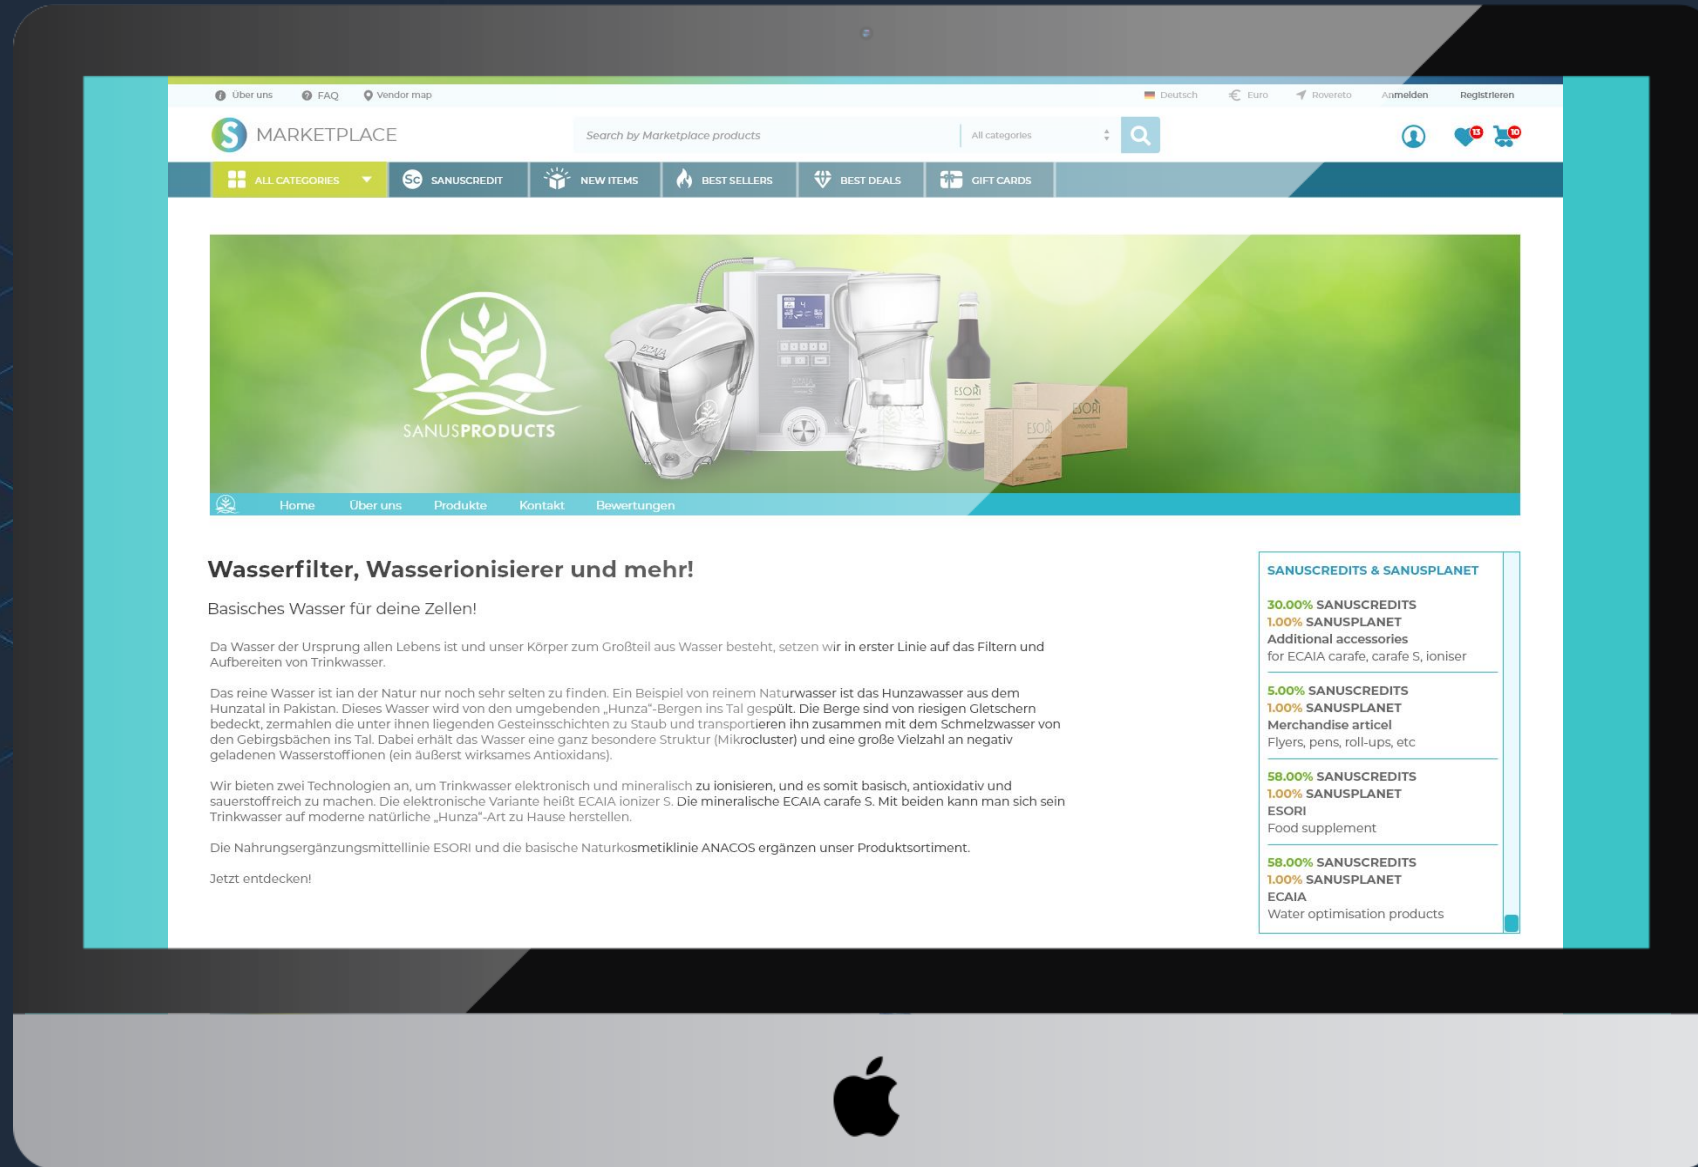 Über uns FAQ Vendor map Deutsch Euro Rovereto Anmelden Registrieren
S MARKETPLACE Search by Marketplace products All categories 13 10
ALL CATEGORIES Sc SANUSCREDIT NEW ITEMS BEST SELLERS BEST DEALS GIFT CARDS
SANUSPRODUCTS
ECAIA
ESORÌ
ESORÌ
ESORÌ
Home Über uns Produkte Kontakt Bewertungen
Wasserfilter, Wasserionisierer und mehr!
Basisches Wasser für deine Zellen!
Da Wasser der Ursprung allen Lebens ist und unser Körper zum Großteil aus Wasser besteht, setzen wir in erster Linie auf das Filtern und
Aufbereiten von Trinkwasser.
Das reine Wasser ist ian der Natur nur noch sehr selten zu finden. Ein Beispiel von reinem Naturwasser ist das Hunzawasser aus dem
Hunzatal in Pakistan. Dieses Wasser wird von den umgebenden „Hunza"-Bergen ins Tal gespült. Die Berge sind von riesigen Gletschern
bedeckt, zermahlen die unter ihnen liegenden Gesteinsschichten zu Staub und transportieren ihn zusammen mit dem Schmelzwasser von
den Gebirgsbächen ins Tal. Dabei erhält das Wasser eine ganz besondere Struktur (Mikrocluster) und eine große Vielzahl an negativ
geladenen Wasserstoffionen (ein äußerst wirksames Antioxidans).
Wir bieten zwei Technologien an, um Trinkwasser elektronisch und mineralisch zu ionisieren, und es somit basisch, antioxidativ und
sauerstoffreich zu machen. Die elektronische Variante heißt ECAIA ionizer S. Die mineralische ECAIA carafe S. Mit beiden kann man sich sein
Trinkwasser auf moderne natürliche „Hunza"-Art zu Hause herstellen.
Die Nahrungsergänzungsmittellinie ESORI und die basische Naturkosmetiklinie ANACOS ergänzen unser Produktsortiment.
Jetzt entdecken!
SANUSCREDITS & SANUSPLANET
30.00% SANUSCREDITS
1.00% SANUSPLANET
Additional accessories
for ECAIA carafe, carafe S, ioniser
5.00% SANUSCREDITS
1.00% SANUSPLANET
Merchandise articel
Flyers, pens, roll-ups, etc
58.00% SANUSCREDITS
1.00% SANUSPLANET
ESORI
Food supplement
58.00% SANUSCREDITS
1.00% SANUSPLANET
ECAIA
Water optimisation products